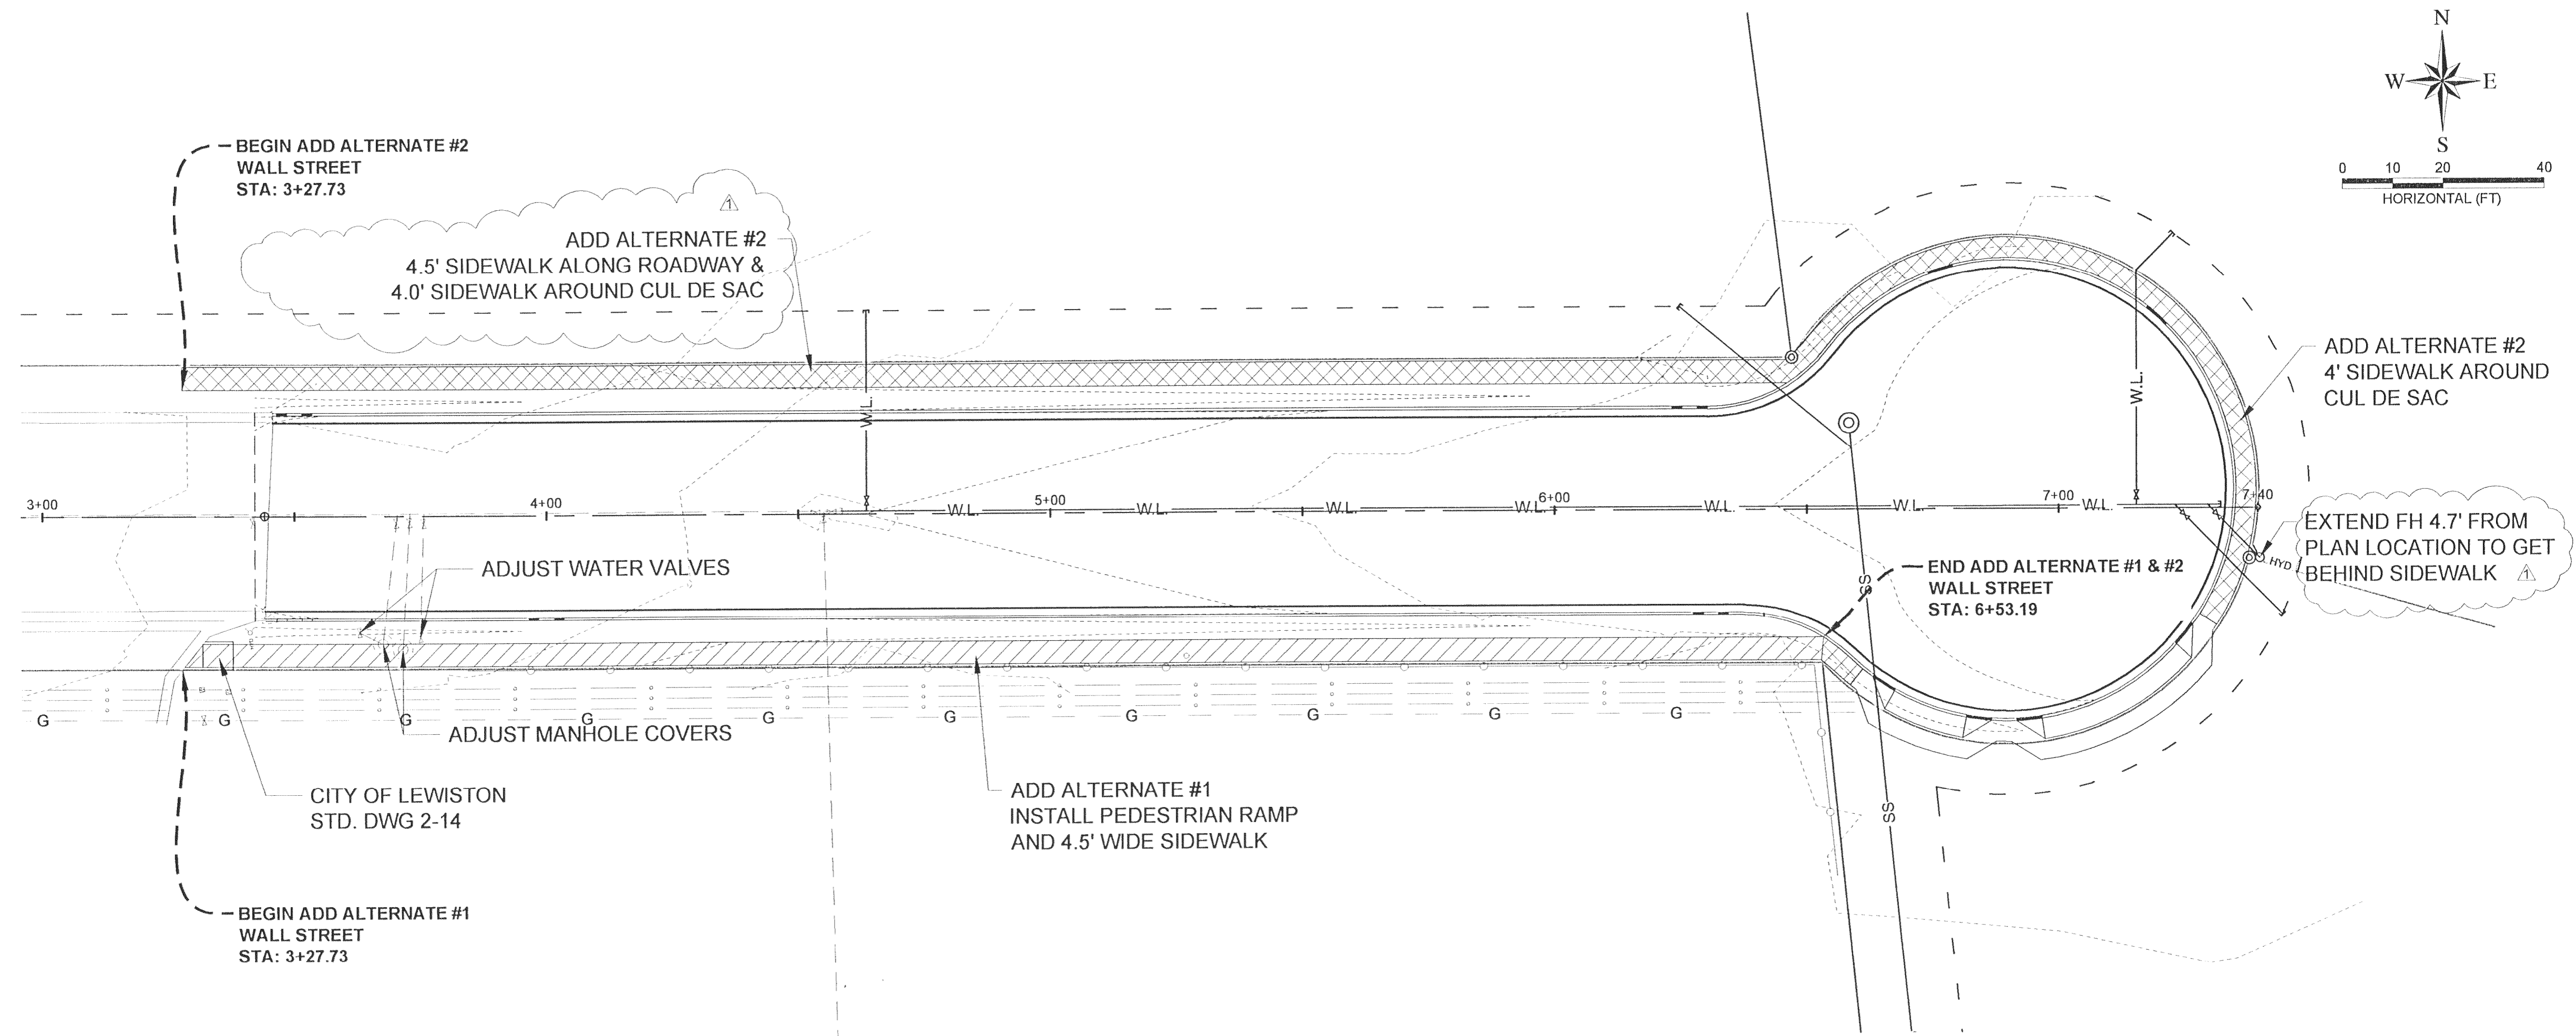 N
W E
S
0 10 20 40
HORIZONTAL (FT)
BEGIN ADD ALTERNATE #2
WALL STREET
STA: 3+27.73
1
ADD ALTERNATE #2
4.5' SIDEWALK ALONG ROADWAY &
4.0' SIDEWALK AROUND CUL DE SAC
ADD ALTERNATE #2
4' SIDEWALK AROUND
CUL DE SAC
W.L.
W.L.
3+00 4+00 5+00 6+00 7+00 7+40
W.L. W.L. W.L. W.L. W.L. W.L. W.L.
EXTEND FH 4.7' FROM
PLAN LOCATION TO GET
BEHIND SIDEWALK 1
HYD
ADJUST WATER VALVES
END ADD ALTERNATE #1 & #2
WALL STREET
STA: 6+53.19
SS
G G G G G G G G G G
ADJUST MANHOLE COVERS
CITY OF LEWISTON
STD. DWG 2-14
ADD ALTERNATE #1
INSTALL PEDESTRIAN RAMP
AND 4.5' WIDE SIDEWALK
SS
BEGIN ADD ALTERNATE #1
WALL STREET
STA: 3+27.73